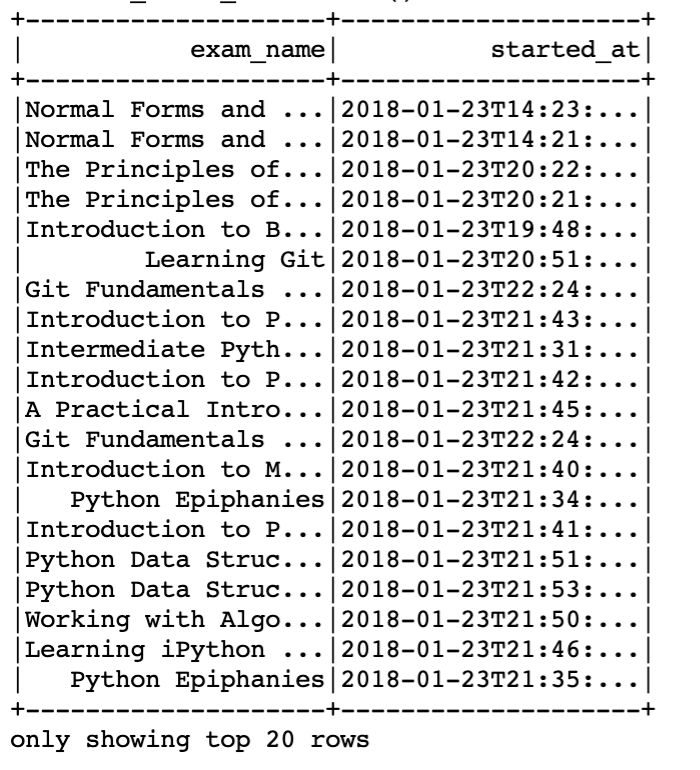 +--------------------+--------------------+
|           exam_name|          started_at|
+--------------------+--------------------+
|Normal Forms and ...|2018-01-23T14:23:...|
|Normal Forms and ...|2018-01-23T14:21:...|
|The Principles of...|2018-01-23T20:22:...|
|The Principles of...|2018-01-23T20:21:...|
|Introduction to B...|2018-01-23T19:48:...|
|        Learning Git|2018-01-23T20:51:...|
|Git Fundamentals ...|2018-01-23T22:24:...|
|Introduction to P...|2018-01-23T21:43:...|
|Intermediate Pyth...|2018-01-23T21:31:...|
|Introduction to P...|2018-01-23T21:42:...|
|A Practical Intro...|2018-01-23T21:45:...|
|Git Fundamentals ...|2018-01-23T22:24:...|
|Introduction to M...|2018-01-23T21:40:...|
|   Python Epiphanies|2018-01-23T21:34:...|
|Introduction to P...|2018-01-23T21:41:...|
|Python Data Struc...|2018-01-23T21:51:...|
|Python Data Struc...|2018-01-23T21:53:...|
|Working with Algo...|2018-01-23T21:50:...|
|Learning iPython ...|2018-01-23T21:46:...|
|   Python Epiphanies|2018-01-23T21:35:...|
+--------------------+--------------------+
only showing top 20 rows